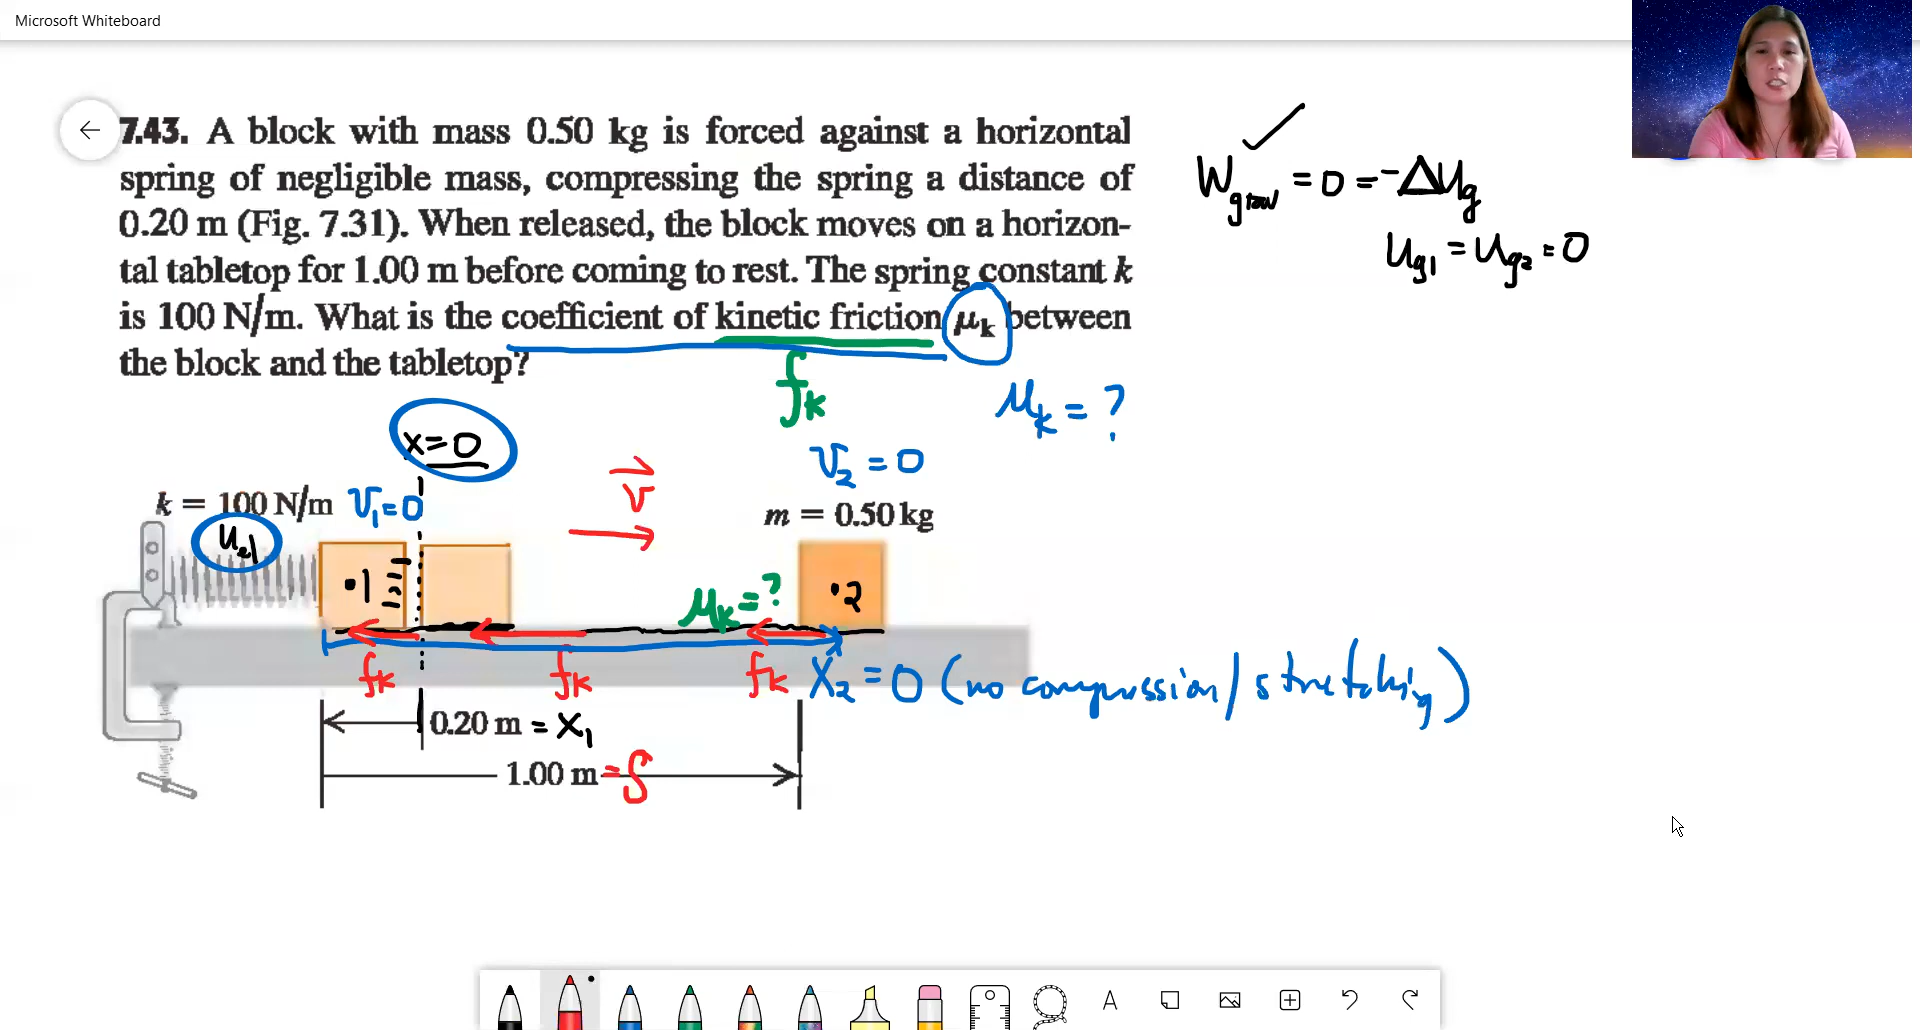 Microsoft Whiteboard
7.43. A block with mass 0.50 kg is forced against a horizontal
spring of negligible mass, compressing the spring a distance of
0.20 m (Fig. 7.31). When released, the block moves on a horizon-
tal tabletop for 1.00 m before coming to rest. The spring constant k
is 100 N/m. What is the coefficient of kinetic friction μk between
the block and the tabletop?
W grav = 0 = -ΔUg
Ug1 = Ug2 = 0
fk
μk = ?
x=0
v
v2 = 0
k = 100 N/m
v1=0
m = 0.50 kg
Uel
·1
μk=?
·2
fk
fk
fk
x2 = 0 (no compression/stretching)
0.20 m = x1
1.00 m = S
A